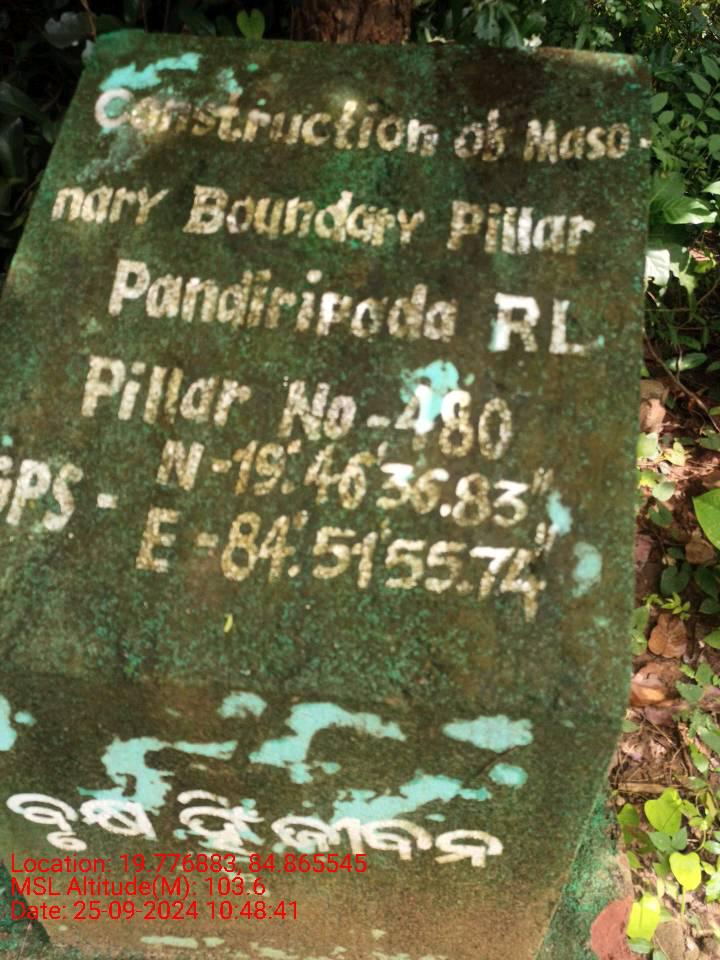 Construction of Maso-
nary Boundary Pillar
Pandiripada RL
Pillar No-480
N-19°46'36.83"
GPS - E-84°51'55.74"
ବୃକ୍ଷ ହିଁ ଜୀବନ
Location: 19.776883, 84.865545
MSL Altitude(M): 103.6
Date: 25-09-2024 10:48:41